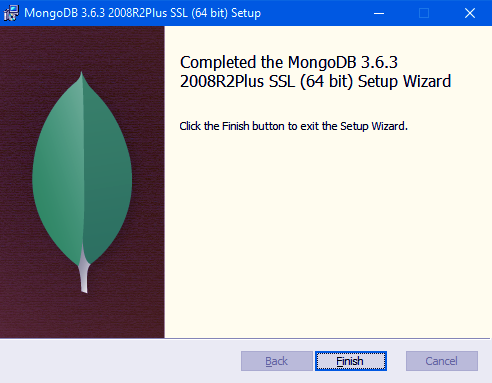 MongoDB 3.6.3 2008R2Plus SSL (64 bit) Setup
Completed the MongoDB 3.6.3
2008R2Plus SSL (64 bit) Setup Wizard
Click the Finish button to exit the Setup Wizard.
Back
Finish
Cancel